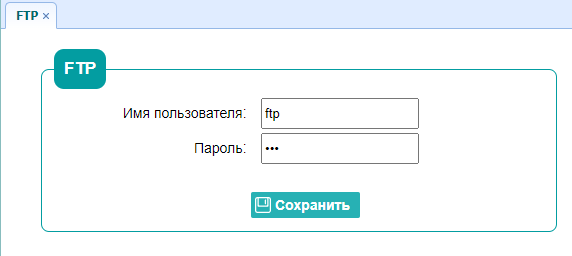 FTP ×
FTP
Имя пользователя: ftp
Пароль: •••
Сохранить